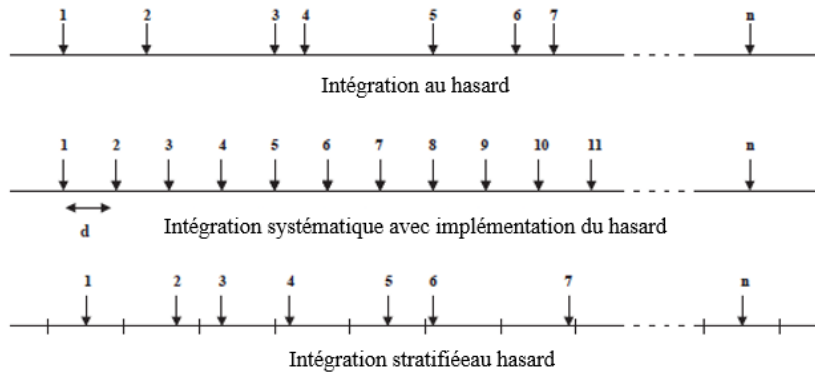 1 2 3 4 5 6 7 n
Intégration au hasard
1 2 3 4 5 6 7 8 9 10 11 n
d
Intégration systématique avec implémentation du hasard
1 2 3 4 5 6 7 n
Intégration stratifiéeau hasard